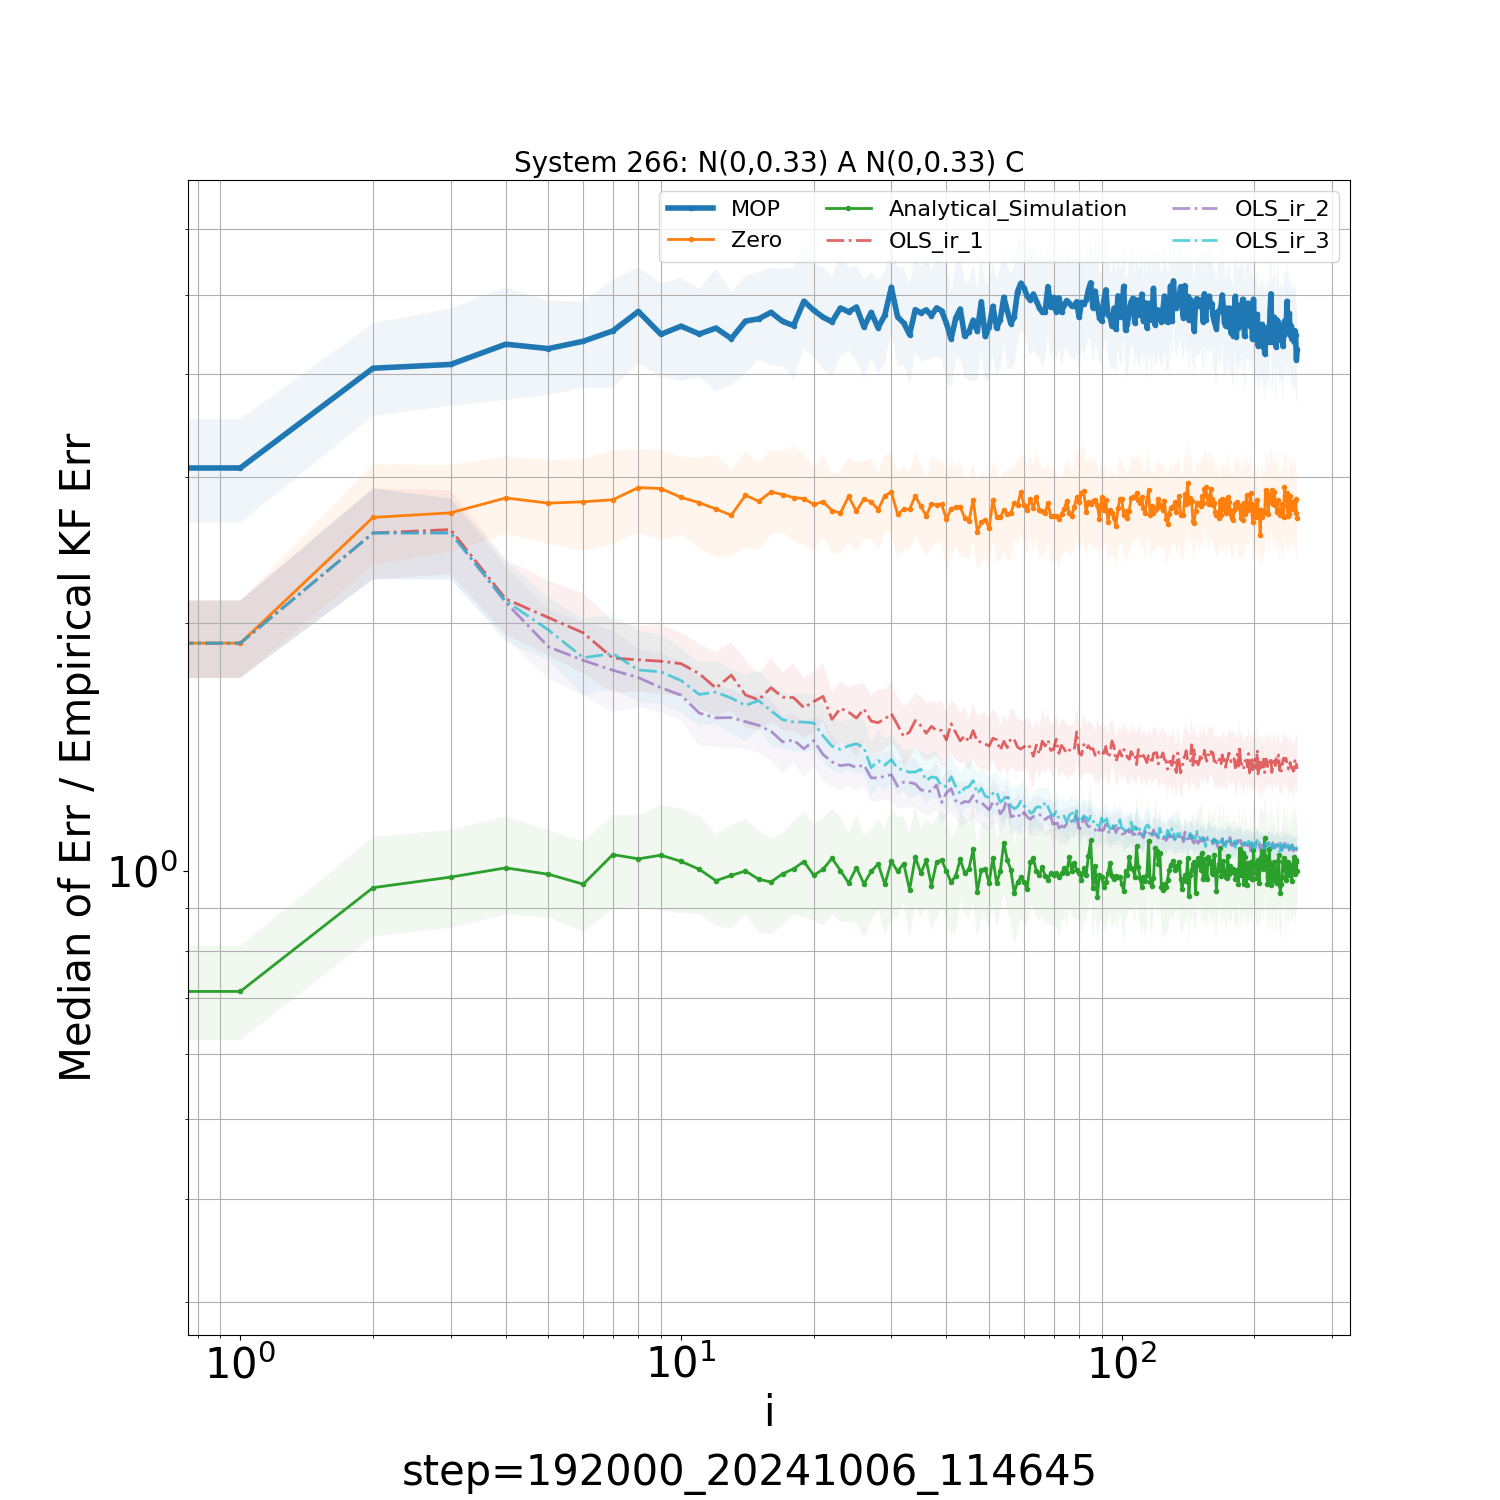 System 266: N(0,0.33) A N(0,0.33) C
MOP
Zero
Analytical_Simulation
OLS_ir_1
OLS_ir_2
OLS_ir_3
Median of Err / Empirical KF Err
10⁰
10⁰
10¹
10²
i
step=192000_20241006_114645